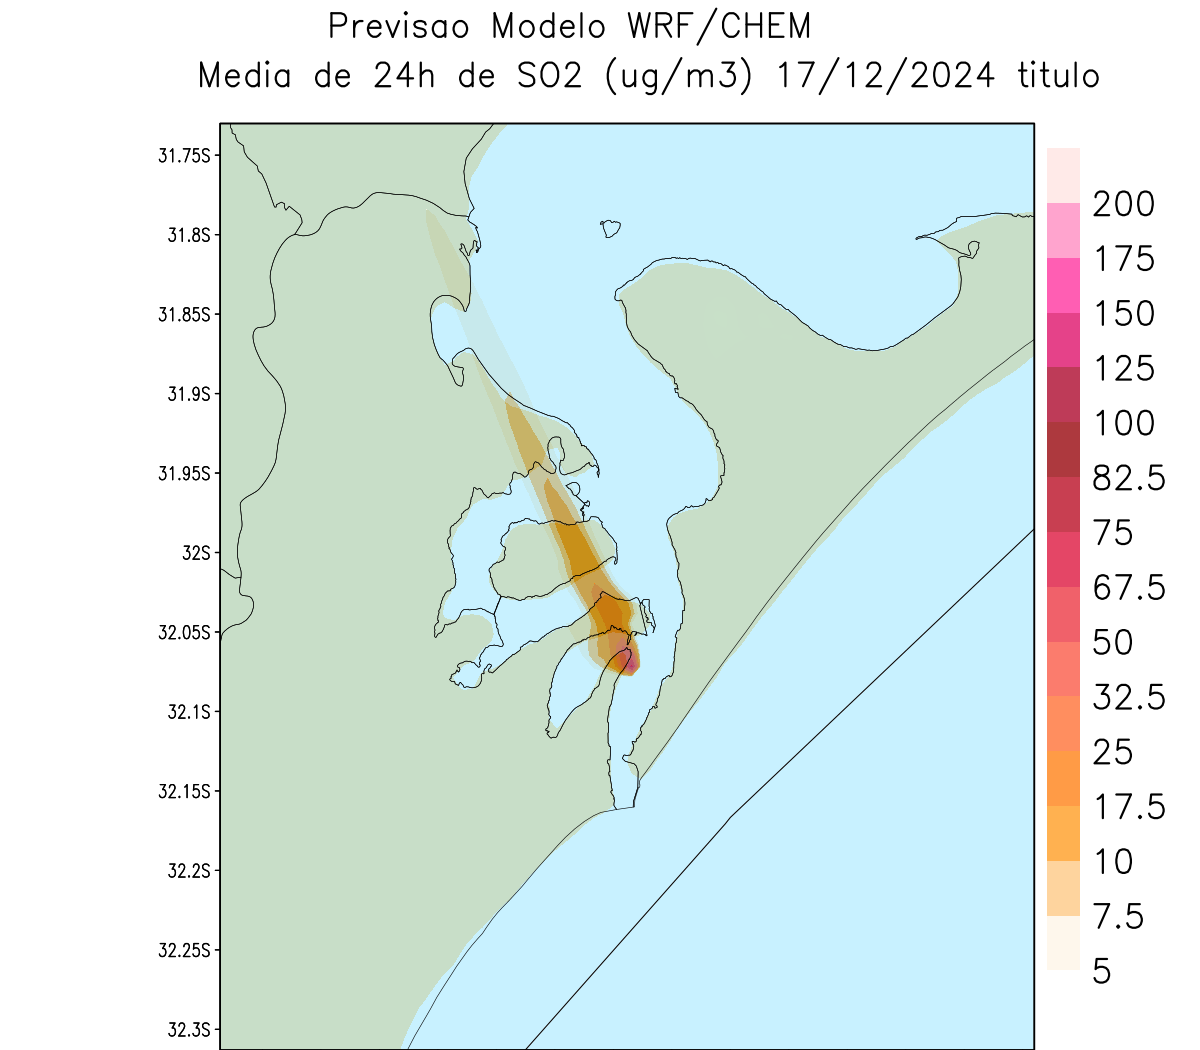 Previsao Modelo WRF/CHEM
Media de 24h de SO2 (ug/m3) 17/12/2024 titulo
31.75S
31.8S
31.85S
31.9S
31.95S
32S
32.05S
32.1S
32.15S
32.2S
32.25S
32.3S
200
175
150
125
100
82.5
75
67.5
50
32.5
25
17.5
10
7.5
5